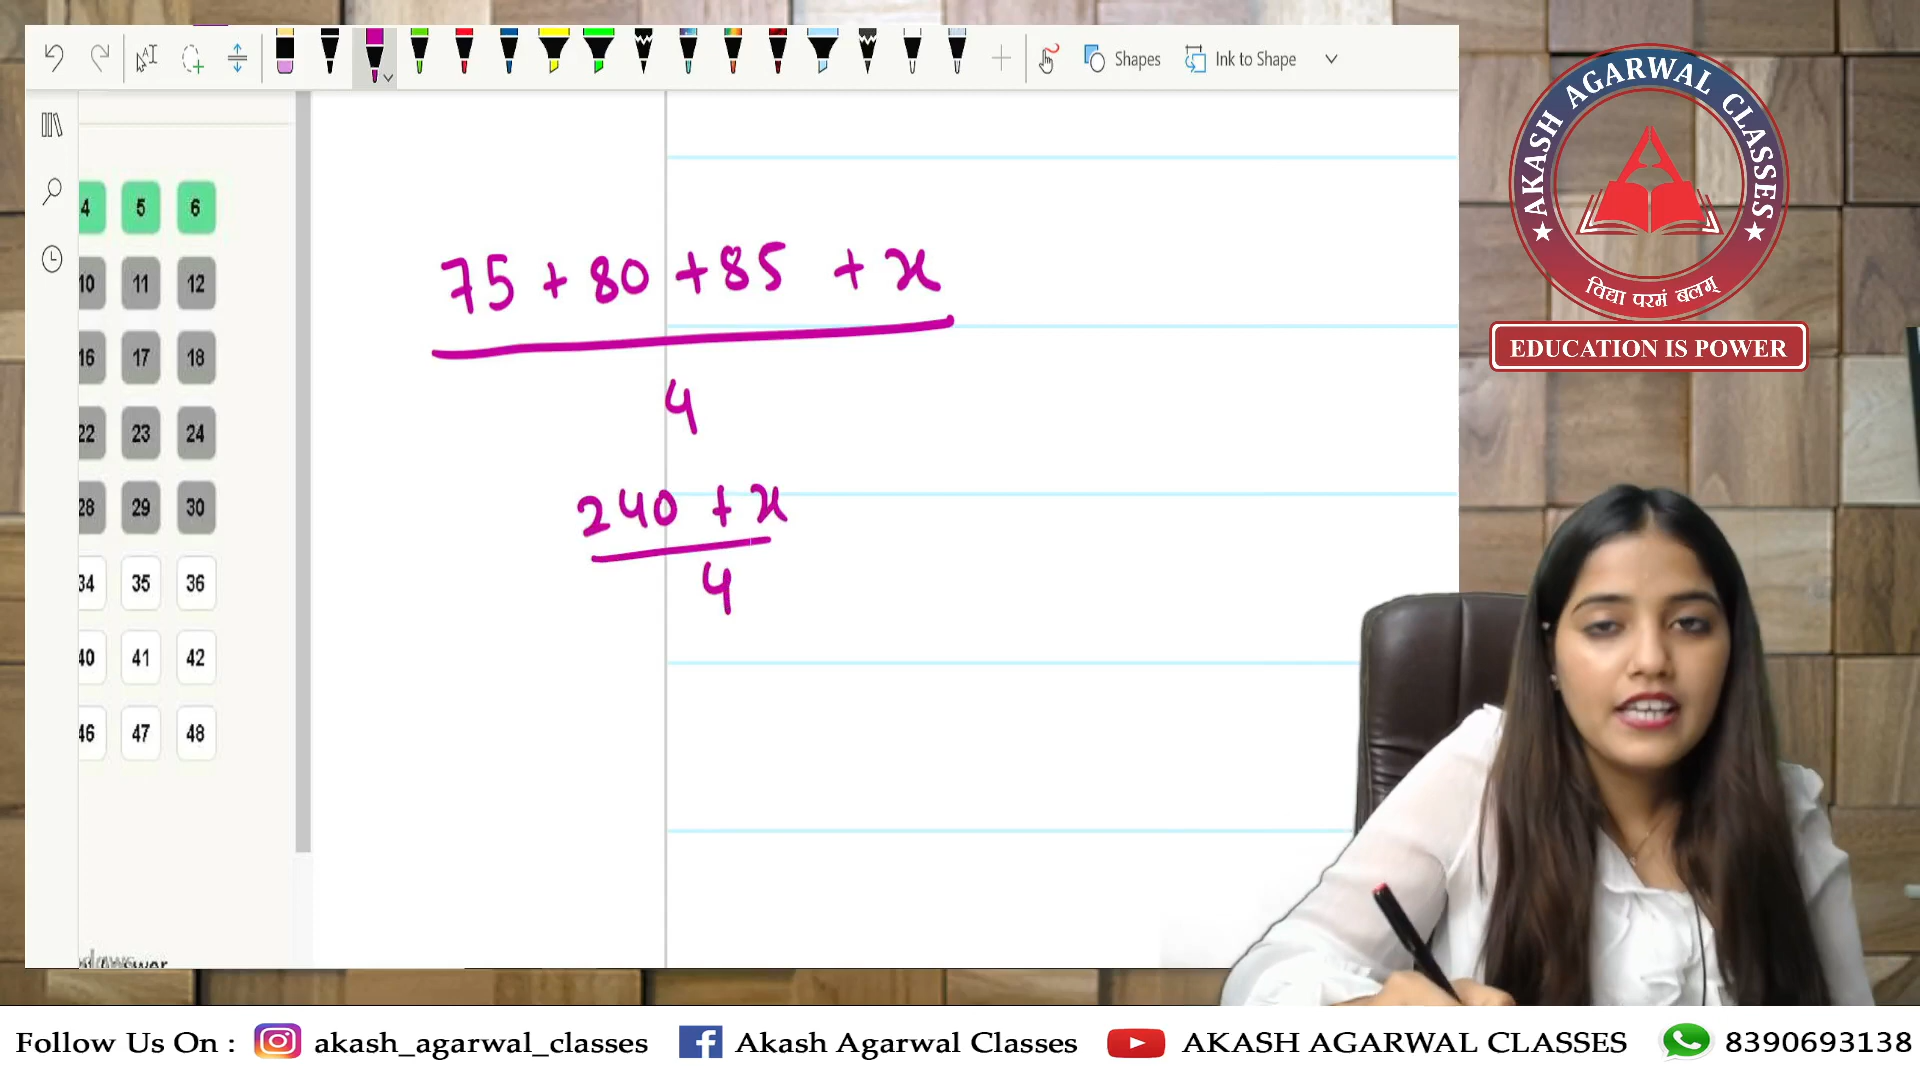 Shapes
Ink to Shape
4 5 6
10 11 12
16 17 18
22 23 24
28 29 30
34 35 36
40 41 42
46 47 48
75 + 80 + 85 + x
4
240 + x
4
AKASH AGARWAL CLASSES
विद्या परमं बलम्
EDUCATION IS POWER
Follow Us On : akash_agarwal_classes Akash Agarwal Classes AKASH AGARWAL CLASSES 8390693138